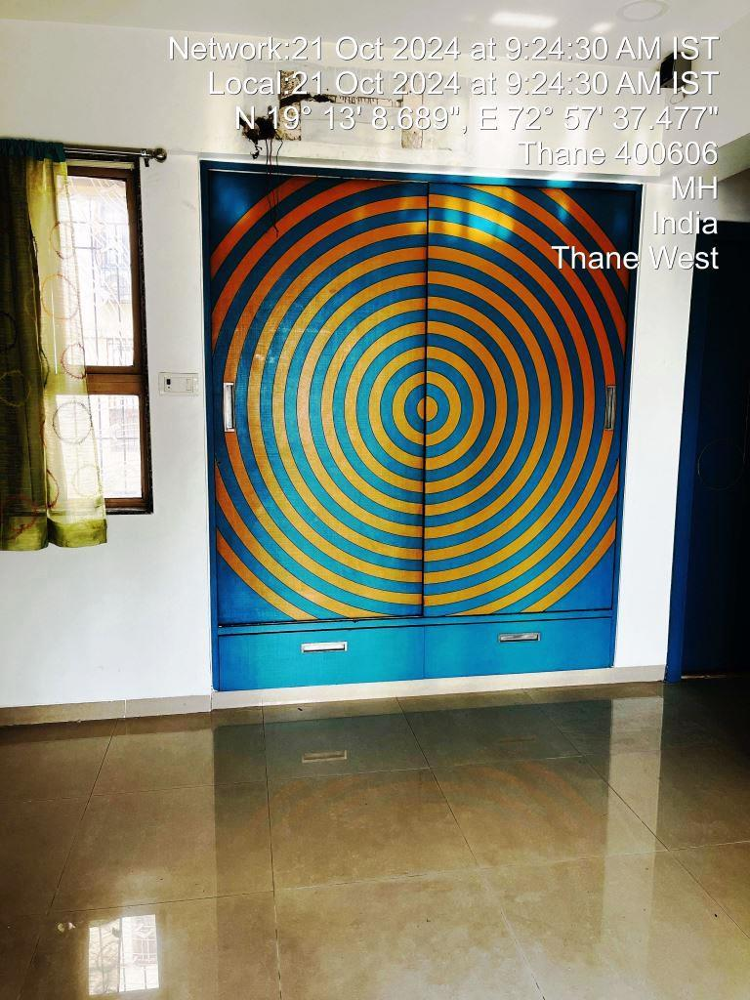 Network:21 Oct 2024 at 9:24:30 AM IST
Local:21 Oct 2024 at 9:24:30 AM IST
N 19° 13' 8.689", E 72° 57' 37.477"
Thane 400606
MH
India
Thane West